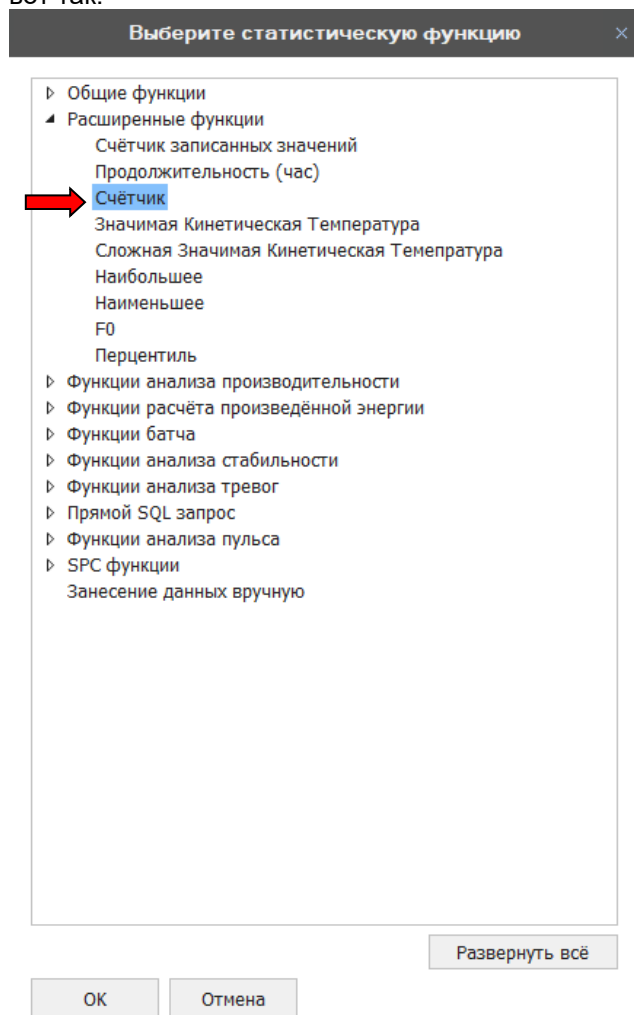 вот так.
Выберите статистическую функцию ×
Общие функции
Расширенные функции
Счётчик записанных значений
Продолжительность (час)
Счётчик
Значимая Кинетическая Температура
Сложная Значимая Кинетическая Темепратура
Наибольшее
Наименьшее
F0
Перцентиль
Функции анализа производительности
Функции расчёта произведённой энергии
Функции батча
Функции анализа стабильности
Функции анализа тревог
Прямой SQL запрос
Функции анализа пульса
SPC функции
Занесение данных вручную
Развернуть всё
OK Отмена